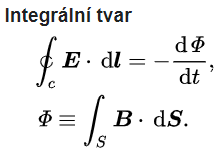 Integrální tvar
∮_c E · dl = − dΦ/dt,
Φ ≡ ∫_S B · dS.